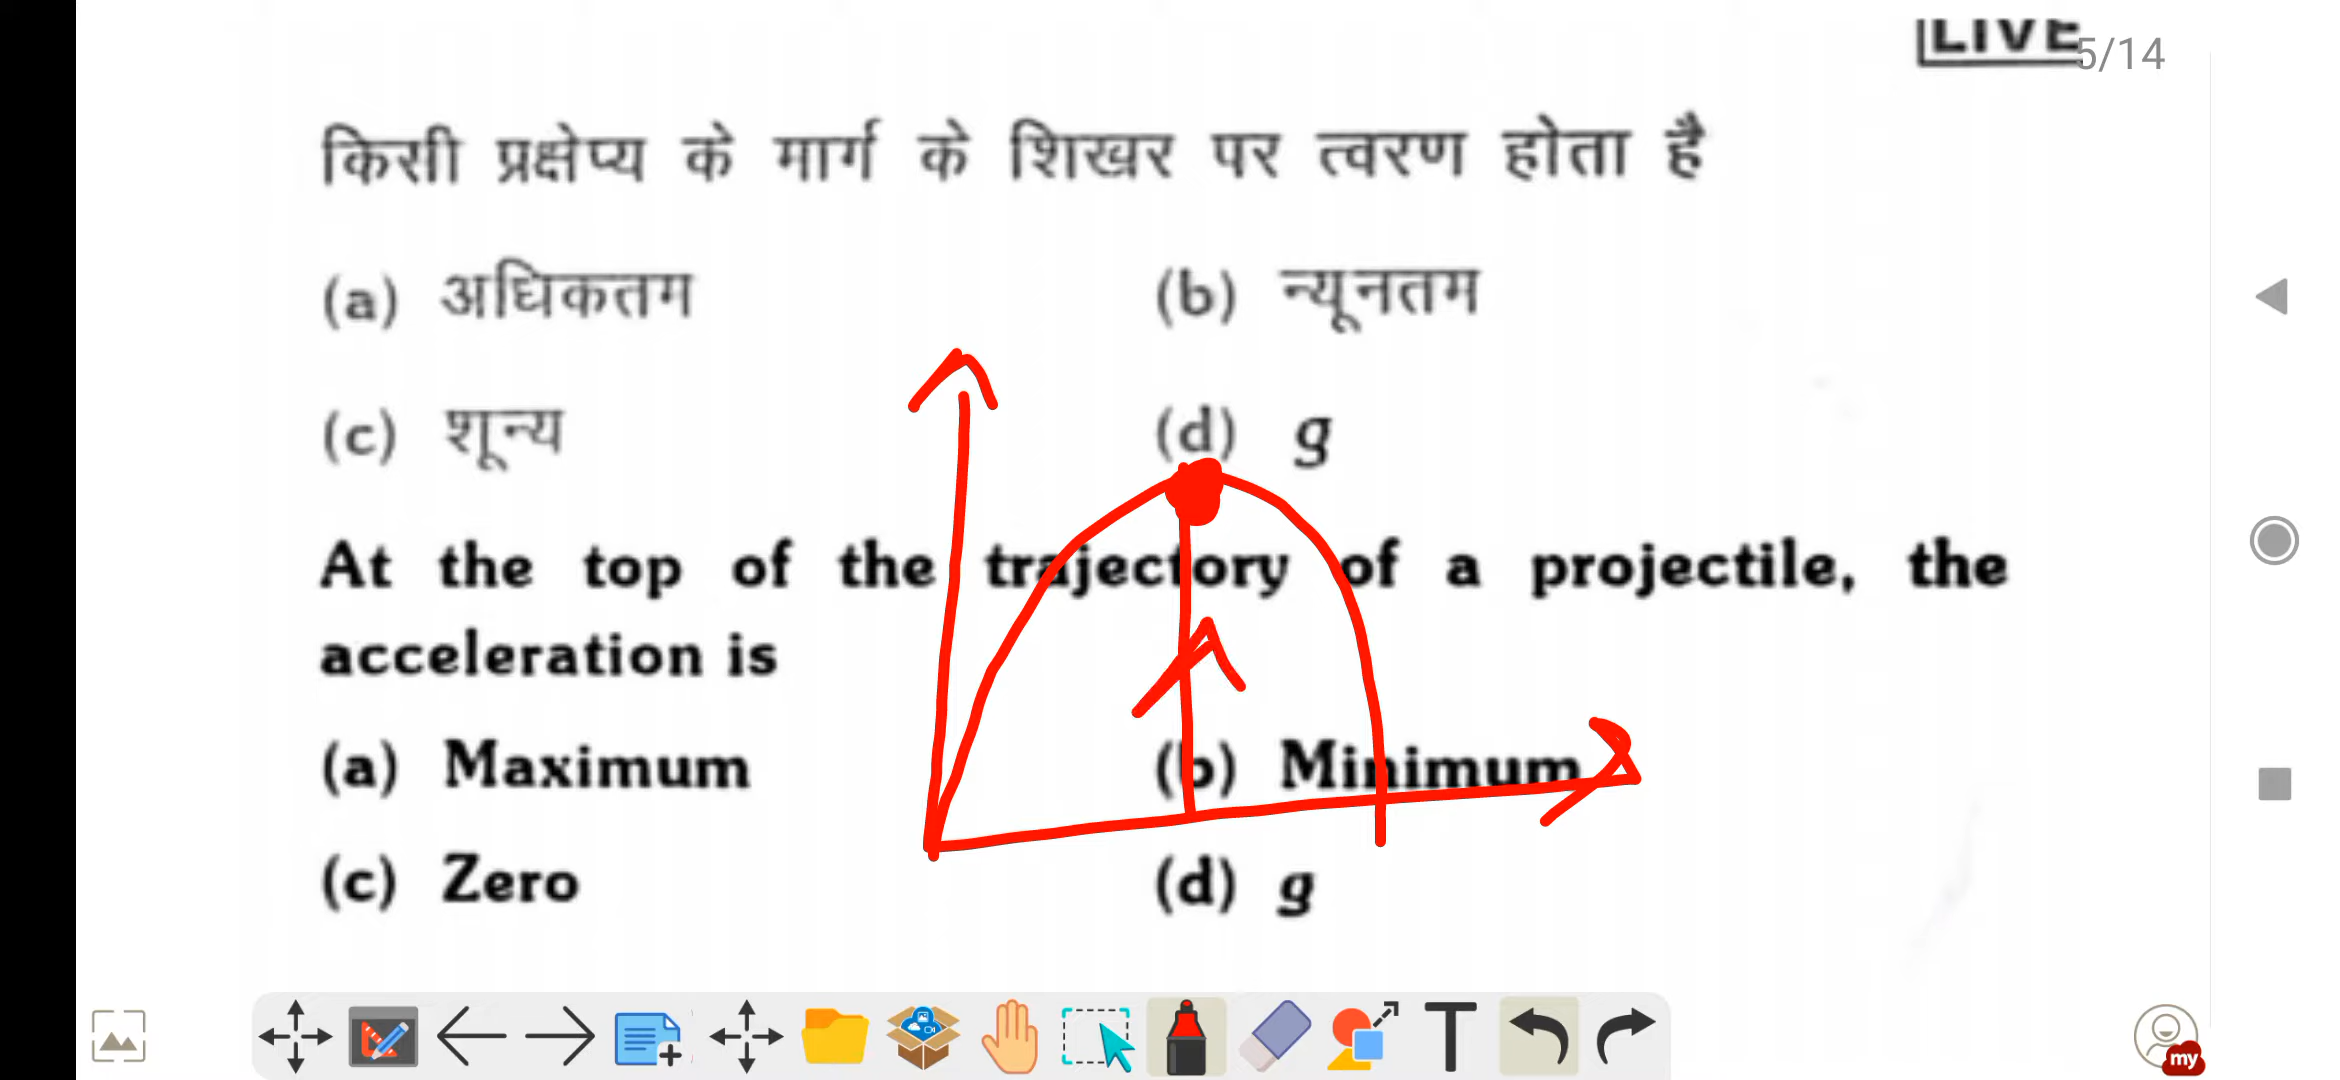 LIVE
5/14
किसी प्रक्षेप्य के मार्ग के शिखर पर त्वरण होता है
(a) अधिकतम (b) न्यूनतम
(c) शून्य (d) g
At the top of the trajectory of a projectile, the
acceleration is
(a) Maximum (b) Minimum
(c) Zero (d) g
T
my